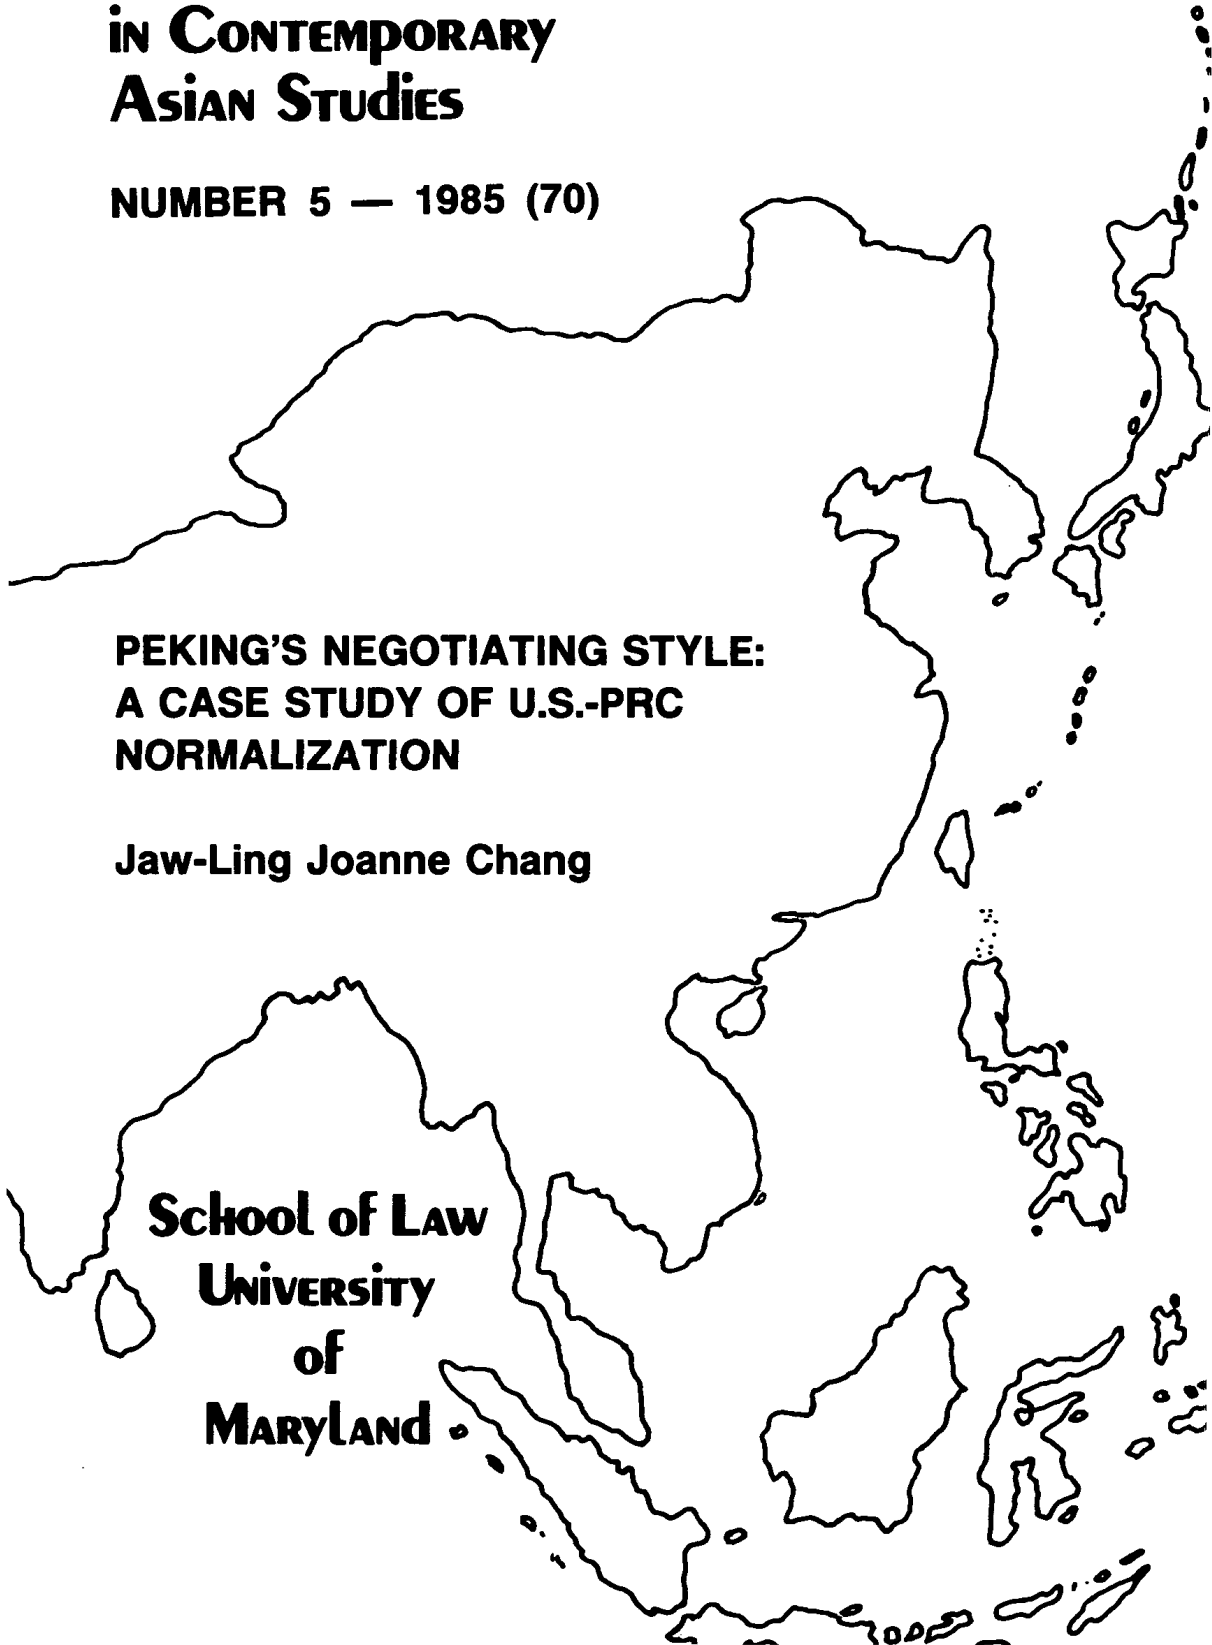 in Contemporary
Asian Studies
NUMBER 5 — 1985 (70)
PEKING'S NEGOTIATING STYLE:
A CASE STUDY OF U.S.-PRC
NORMALIZATION
Jaw-Ling Joanne Chang
School of Law
University
of
Maryland